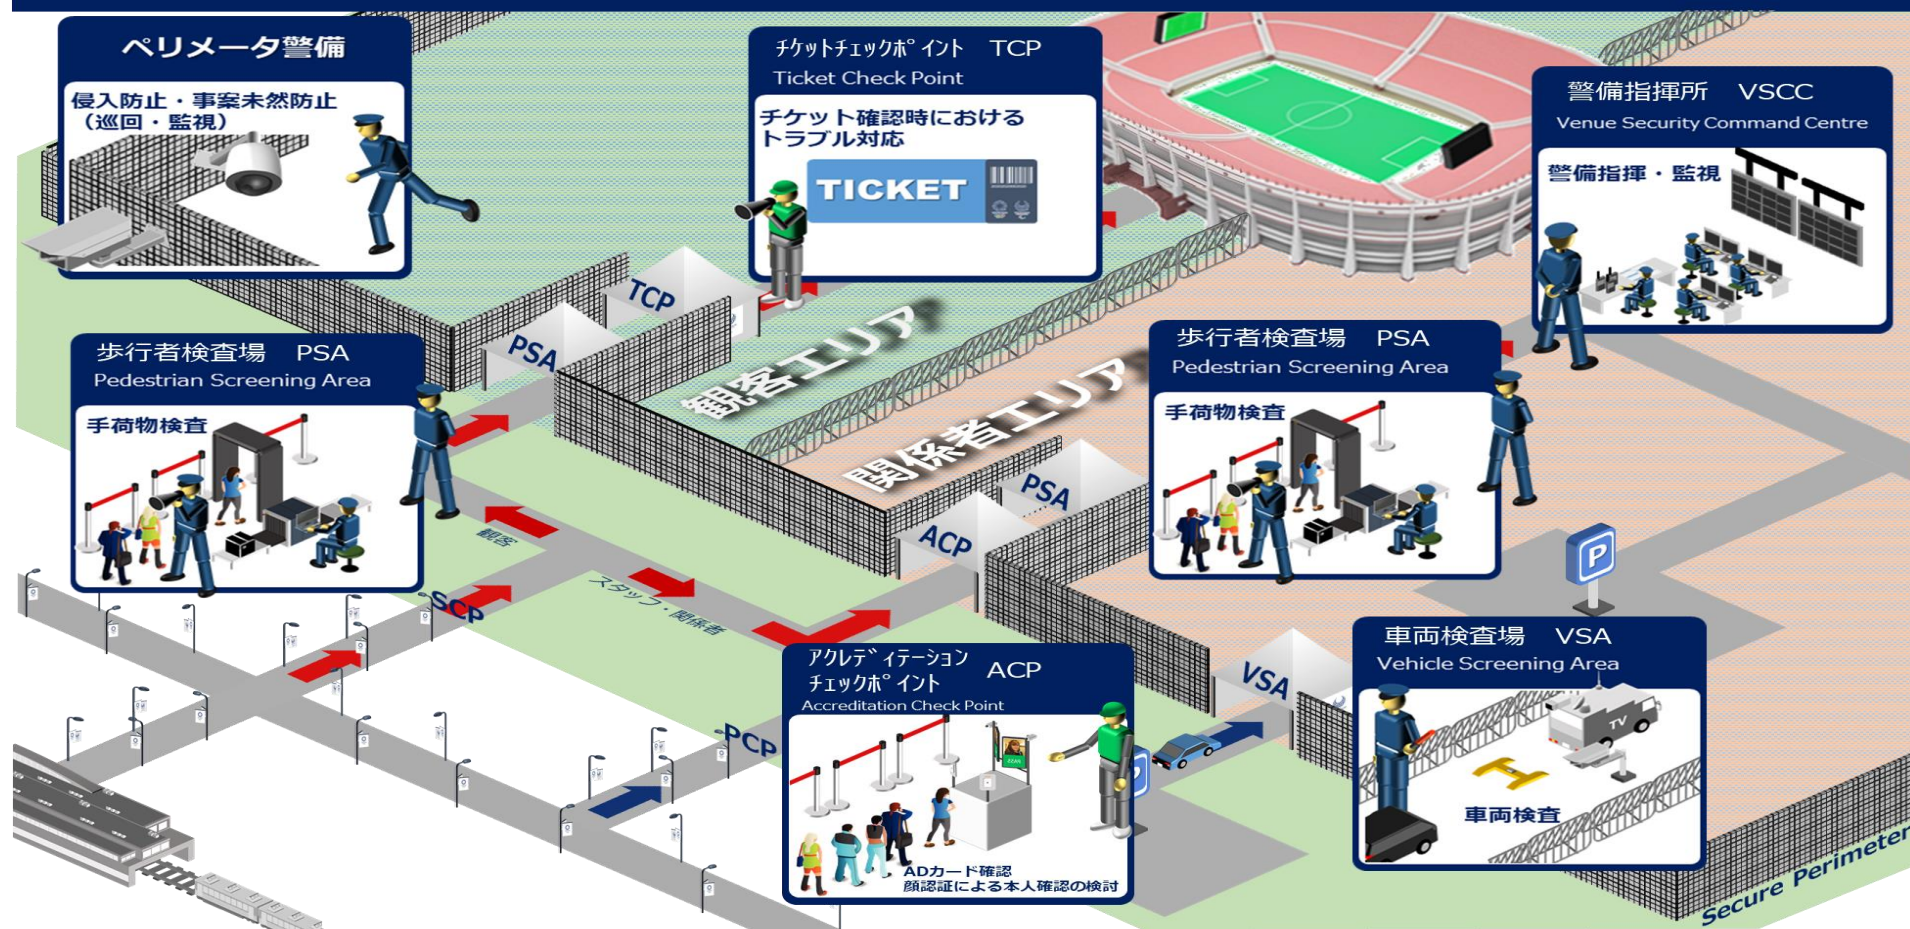 ペリメータ警備
侵入防止・事案未然防止
（巡回・監視）
チケットチェックポイント TCP
Ticket Check Point
チケット確認時における
トラブル対応
TICKET
警備指揮所 VSCC
Venue Security Command Centre
警備指揮・監視
TCP
PSA
歩行者検査場 PSA
Pedestrian Screening Area
手荷物検査
観客エリア
関係者エリア
歩行者検査場 PSA
Pedestrian Screening Area
手荷物検査
PSA
ACP
P
観客
スタッフ・関係者
SCP
PCP
アクレディテーション
チェックポイント ACP
Accreditation Check Point
PASS
ADカード確認
顔認証による本人確認の検討
P
VSA
車両検査場 VSA
Vehicle Screening Area
TV
車両検査
Secure Perimeter